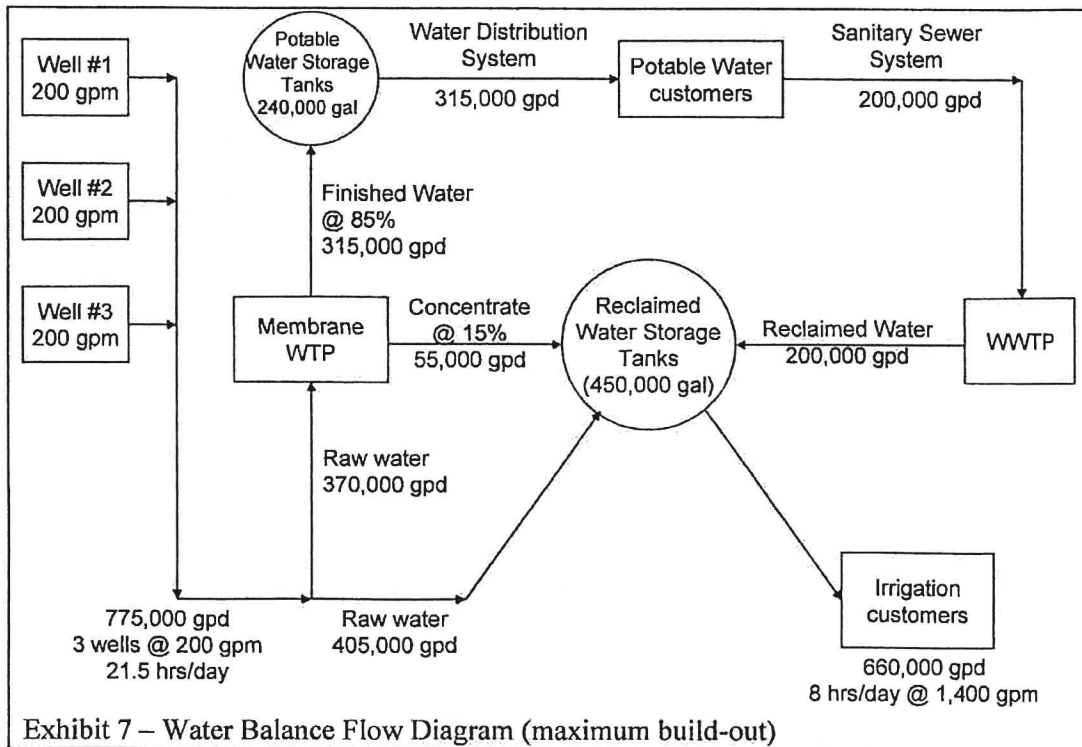 Well #1
200 gpm
Well #2
200 gpm
Well #3
200 gpm
Potable
Water Storage
Tanks
240,000 gal
Water Distribution
System
315,000 gpd
Potable Water
customers
Sanitary Sewer
System
200,000 gpd
Finished Water
@ 85%
315,000 gpd
Membrane
WTP
Concentrate
@ 15%
55,000 gpd
Reclaimed
Water Storage
Tanks
(450,000 gal)
Reclaimed Water
200,000 gpd
WWTP
Raw water
370,000 gpd
775,000 gpd
3 wells @ 200 gpm
21.5 hrs/day
Raw water
405,000 gpd
Irrigation
customers
660,000 gpd
8 hrs/day @ 1,400 gpm
Exhibit 7 – Water Balance Flow Diagram (maximum build-out)